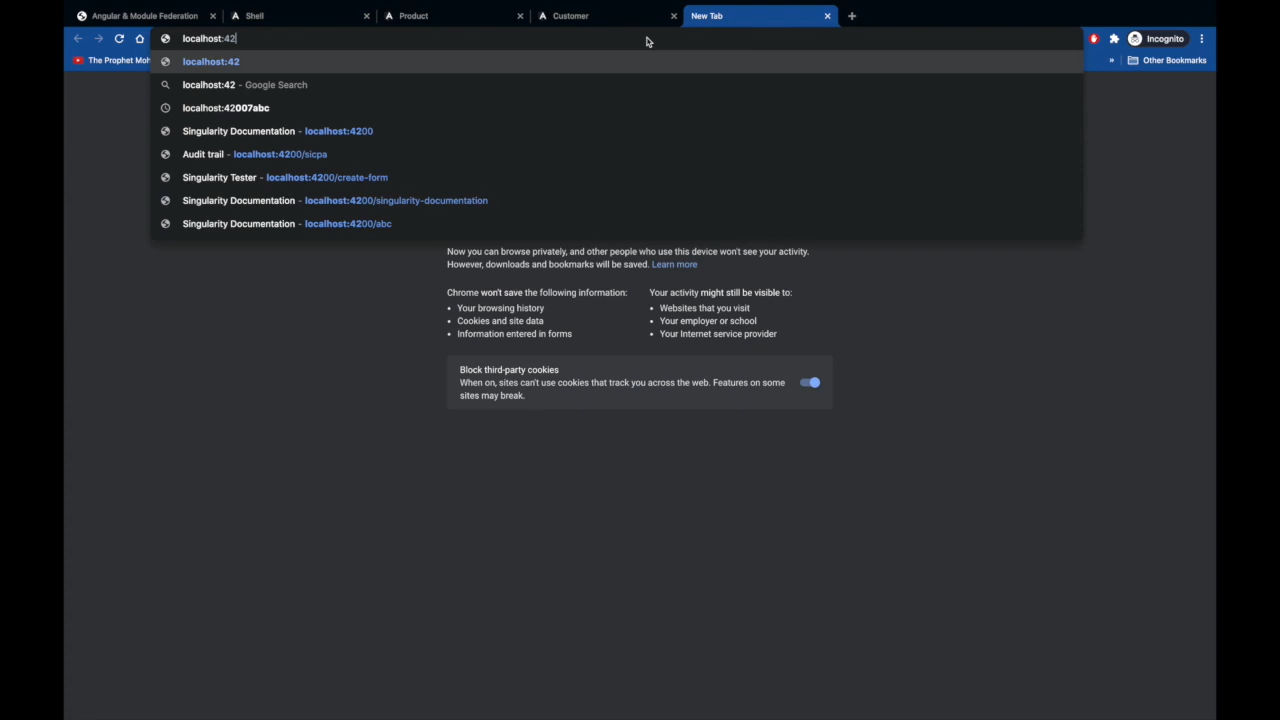 Angular & Module Federation
Shell
Product
Customer
New Tab
localhost:42
Incognito
The Prophet Moh
»
Other Bookmarks
localhost:42
localhost:42 - Google Search
localhost:42007abc
Singularity Documentation - localhost:4200
Audit trail - localhost:4200/sicpa
Singularity Tester - localhost:4200/create-form
Singularity Documentation - localhost:4200/singularity-documentation
Singularity Documentation - localhost:4200/abc
Now you can browse privately, and other people who use this device won't see your activity.
However, downloads and bookmarks will be saved. Learn more
Chrome won't save the following information:
• Your browsing history
• Cookies and site data
• Information entered in forms
Your activity might still be visible to:
• Websites that you visit
• Your employer or school
• Your Internet service provider
Block third-party cookies
When on, sites can't use cookies that track you across the web. Features on some
sites may break.